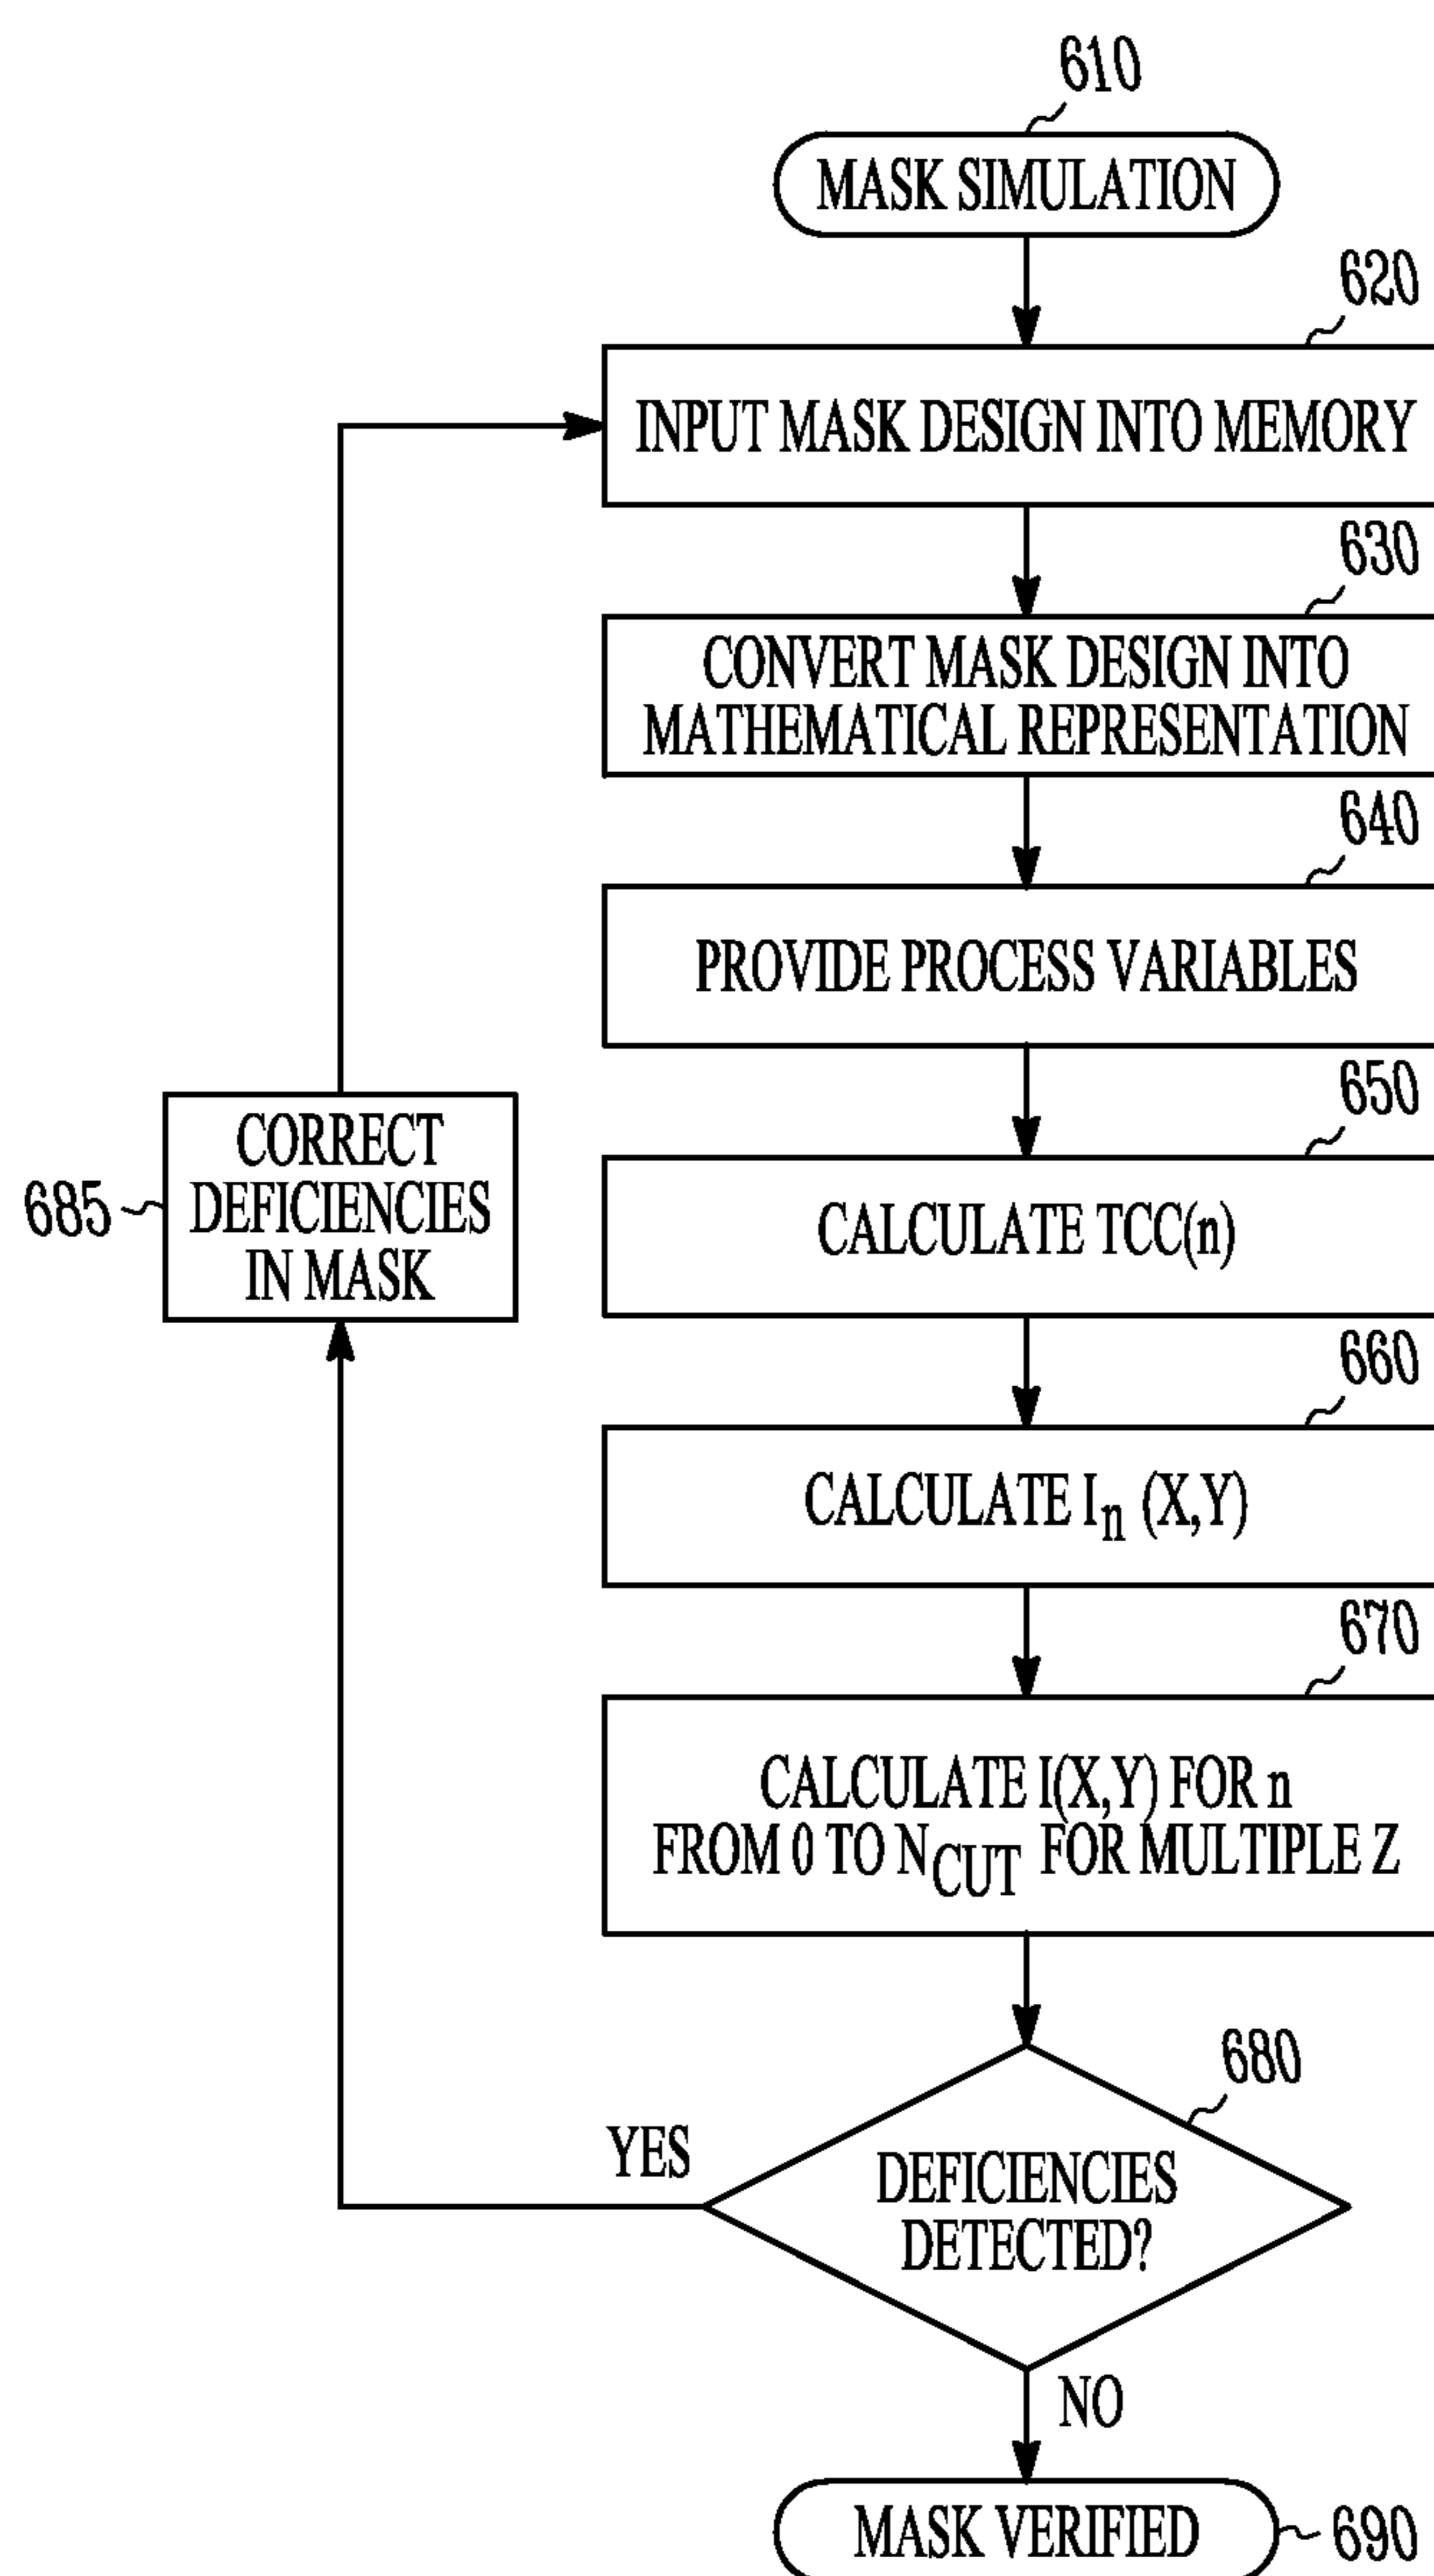 610
MASK SIMULATION
620
INPUT MASK DESIGN INTO MEMORY
630
CONVERT MASK DESIGN INTO
MATHEMATICAL REPRESENTATION
640
PROVIDE PROCESS VARIABLES
650
CALCULATE TCC(n)
660
CALCULATE In (X,Y)
670
CALCULATE I(X,Y) FOR n
FROM 0 TO NCUT FOR MULTIPLE Z
680
DEFICIENCIES
DETECTED?
YES
685
CORRECT
DEFICIENCIES
IN MASK
NO
MASK VERIFIED
690